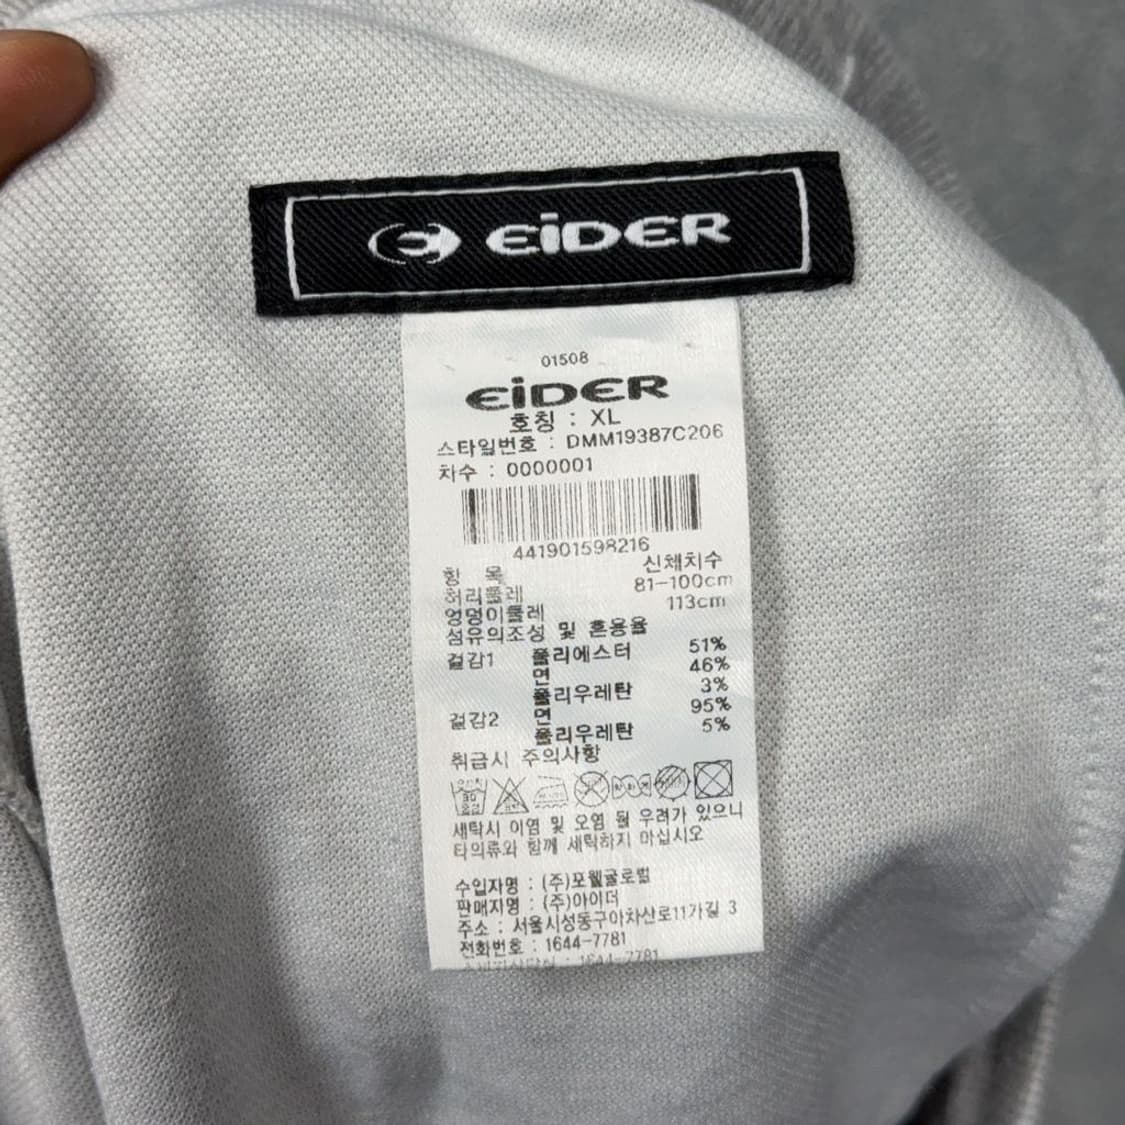 EiDER
01508
EiDER
호칭 : XL
스타일번호 : DMM19387C206
차수 : 0000001
441901598216
항 목 신체치수
허리둘레 81-100cm
엉덩이둘레 113cm
섬유의조성 및 혼용율
겉감1 폴리에스터 51%
면 46%
폴리우레탄 3%
겉감2 면 95%
폴리우레탄 5%
취급시 주의사항
세탁시 이염 및 오염 될 우려가 있으니
타의류와 함께 세탁하지 마십시오
수입자명 : (주)포웰글로벌
판매자명 : (주)아이더
주소 : 서울시성동구아차산로11가길 3
전화번호 : 1644-7781
: 1644-7781